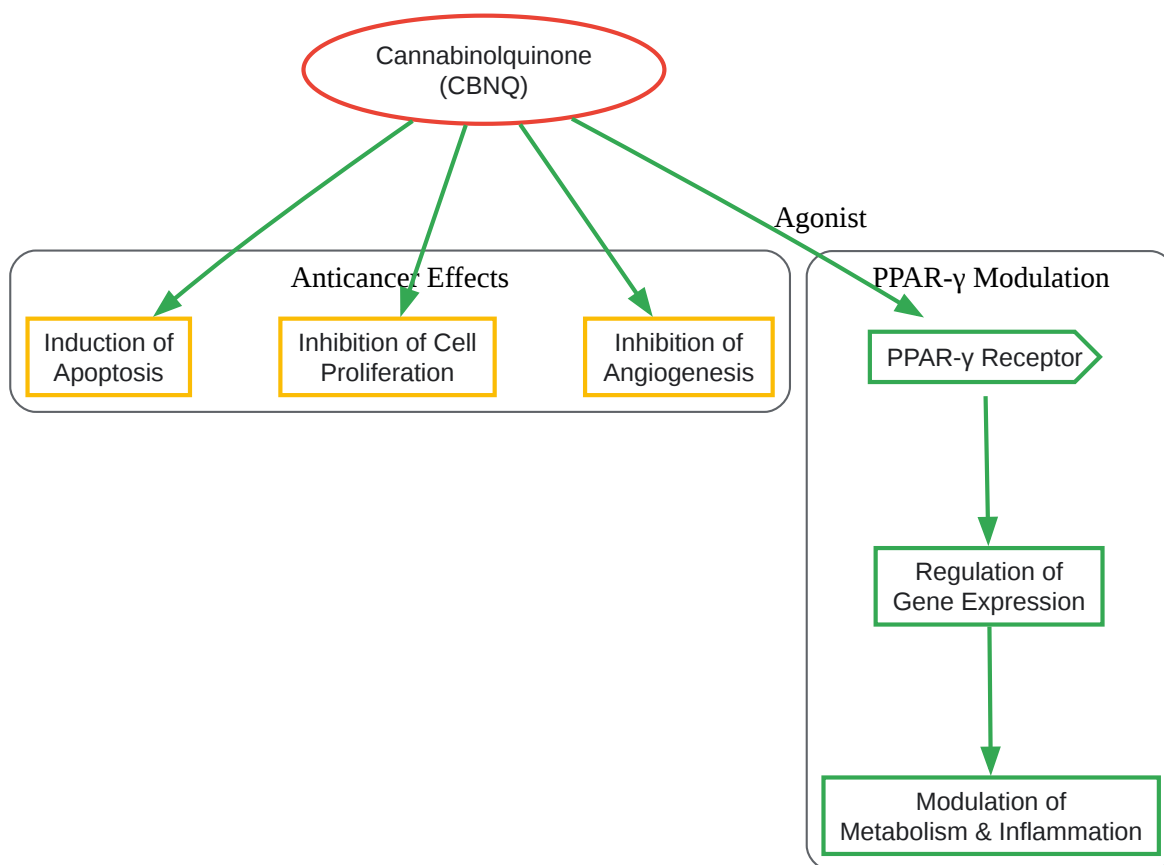 Cannabinolquinone
(CBNQ)
Agonist
Anticancer Effects
PPAR-γ Modulation
Induction of
Apoptosis
Inhibition of Cell
Proliferation
Inhibition of
Angiogenesis
PPAR-γ Receptor
Regulation of
Gene Expression
Modulation of
Metabolism & Inflammation